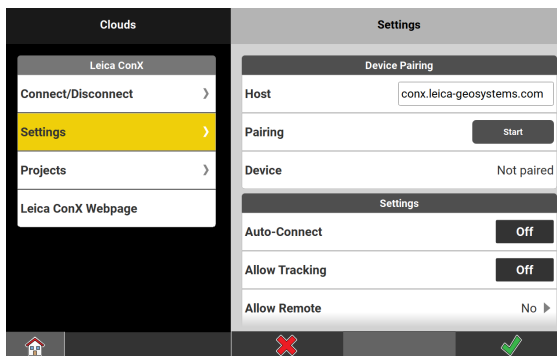 Clouds
Settings
Leica ConX
Connect/Disconnect
Settings
Projects
Leica ConX Webpage
Device Pairing
Host conx.leica-geosystems.com
Pairing Start
Device Not paired
Settings
Auto-Connect Off
Allow Tracking Off
Allow Remote No